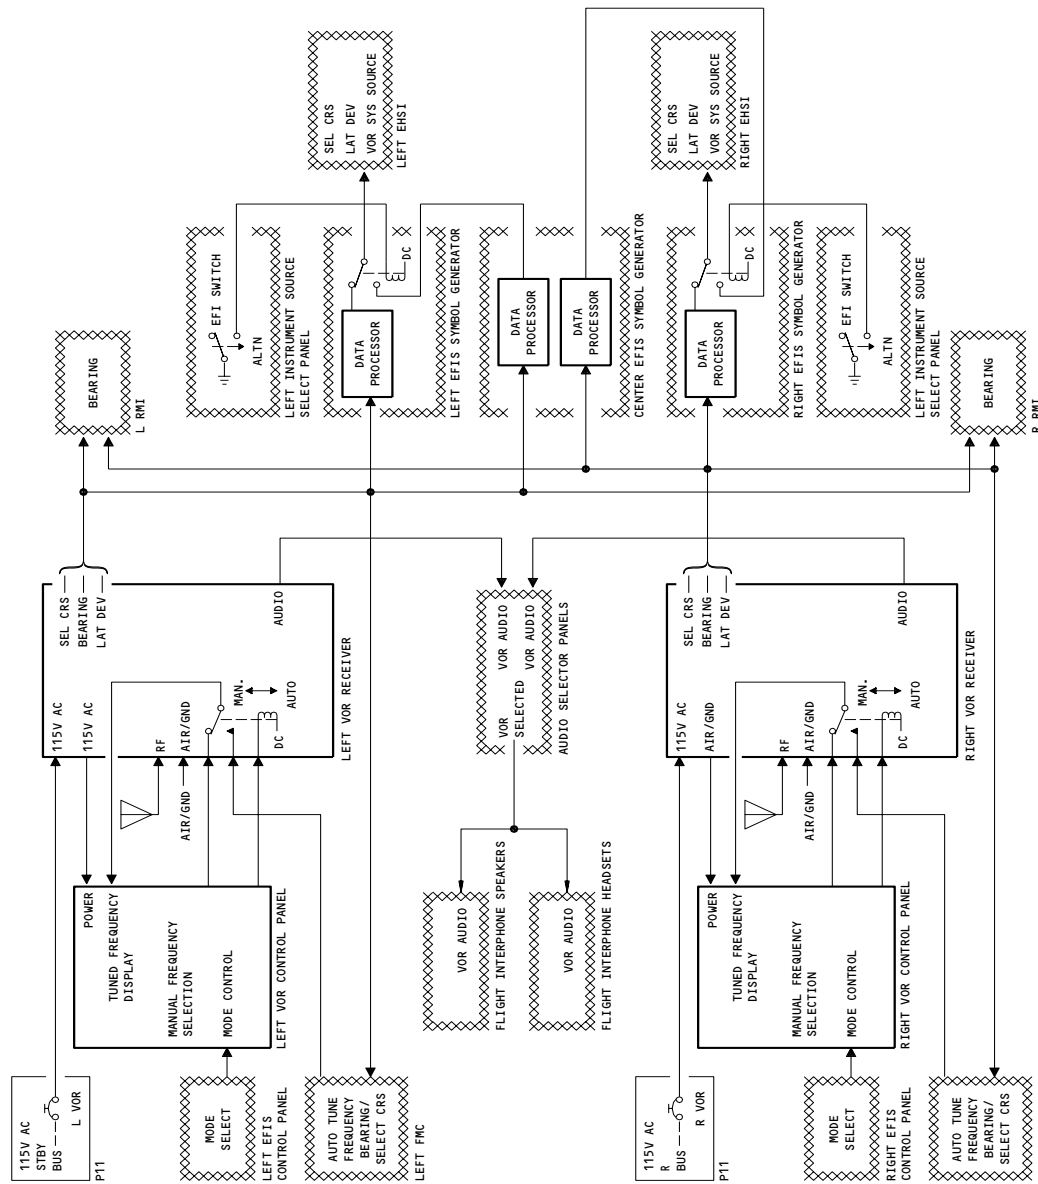 115V AC
STBY
BUS
L VOR
P11
MODE
SELECT
LEFT EFIS
CONTROL PANEL
AUTO TUNE
FREQUENCY
BEARING/
SELECT CRS
LEFT FMC
POWER
TUNED FREQUENCY
DISPLAY
MANUAL FREQUENCY
SELECTION
MODE CONTROL
LEFT VOR CONTROL PANEL
AIR/GND
115V AC
115V AC
RF
AIR/GND
MAN.
AUTO
DC
SEL CRS
BEARING
LAT DEV
AUDIO
LEFT VOR RECEIVER
BEARING
L RMI
EFI SWITCH
ALTN
LEFT INSTRUMENT SOURCE
SELECT PANEL
DATA
PROCESSOR
DC
LEFT EFIS SYMBOL GENERATOR
SEL CRS
LAT DEV
VOR SYS SOURCE
LEFT EHSI
VOR AUDIO
FLIGHT INTERPHONE SPEAKERS
VOR AUDIO
FLIGHT INTERPHONE HEADSETS
VOR
SELECTED
VOR AUDIO
VOR AUDIO
AUDIO SELECTOR PANELS
DATA
PROCESSOR
DATA
PROCESSOR
CENTER EFIS SYMBOL GENERATOR
115V AC
R
BUS
R VOR
P11
MODE
SELECT
RIGHT EFIS
CONTROL PANEL
AUTO TUNE
FREQUENCY
BEARING/
SELECT CRS
POWER
TUNED FREQUENCY
DISPLAY
MANUAL FREQUENCY
SELECTION
MODE CONTROL
RIGHT VOR CONTROL PANEL
AIR/GND
115V AC
AIR/GND
RF
AIR/GND
MAN.
AUTO
DC
SEL CRS
BEARING
LAT DEV
AUDIO
RIGHT VOR RECEIVER
DATA
PROCESSOR
DC
RIGHT EFIS SYMBOL GENERATOR
SEL CRS
LAT DEV
VOR SYS SOURCE
RIGHT EHSI
EFI SWITCH
ALTN
LEFT INSTRUMENT SOURCE
SELECT PANEL
BEARING
R RMI